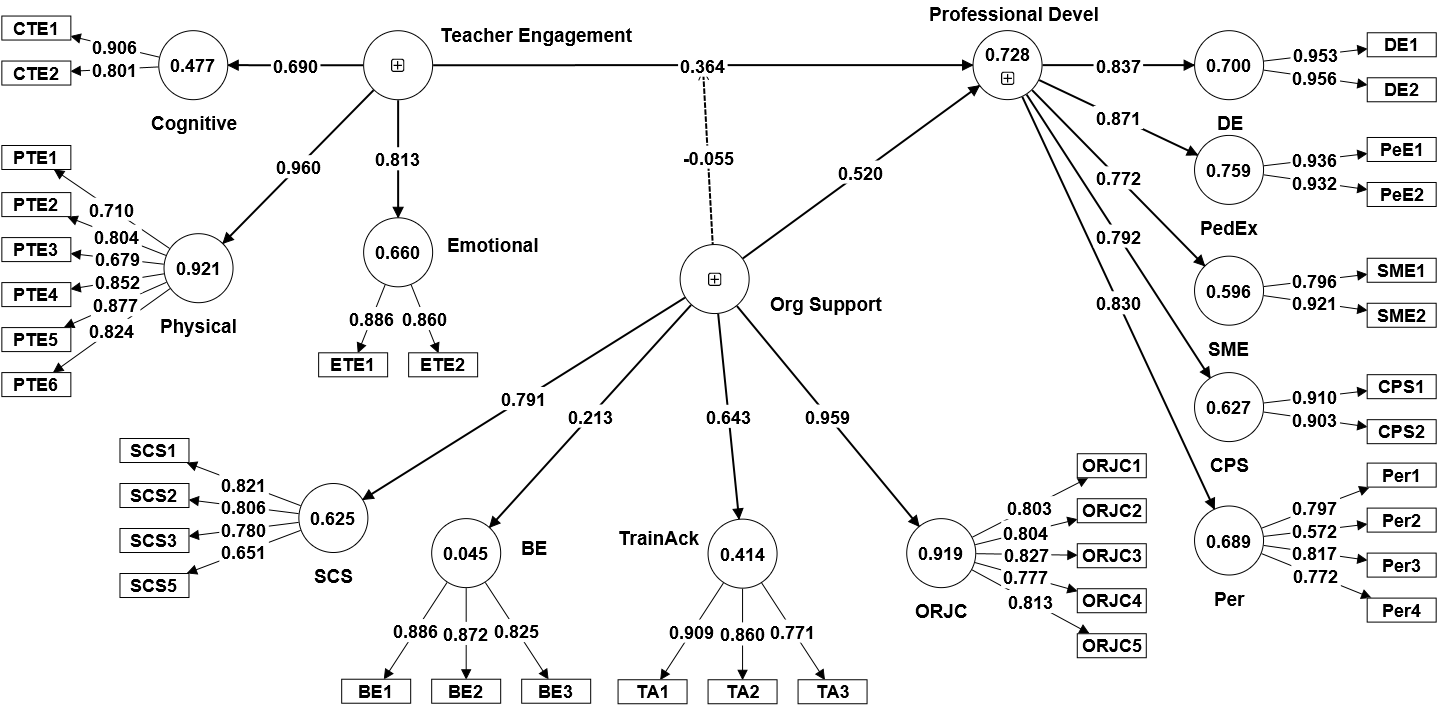 Professional Devel
Teacher Engagement
CTE1
0.906
CTE2
0.801
0.477
0.690
Cognitive
0.364
0.728
0.837
0.700
DE
0.953
DE1
0.956
DE2
PTE1
0.710
PTE2
0.804
PTE3
0.679
PTE4
0.852
PTE5
0.877
PTE6
0.824
0.921
Physical
0.960
0.813
0.660
Emotional
0.886
0.860
ETE1
ETE2
-0.055
0.520
Org Support
0.871
0.759
PedEx
0.936
PeE1
0.932
PeE2
0.772
0.596
SME
0.796
SME1
0.921
SME2
0.792
0.627
CPS
0.910
CPS1
0.903
CPS2
0.830
0.689
Per
0.797
Per1
0.572
Per2
0.817
Per3
0.772
Per4
0.791
0.213
0.643
0.959
SCS1
0.821
SCS2
0.806
SCS3
0.780
SCS5
0.651
0.625
SCS
0.045
BE
0.886
0.872
0.825
BE1
BE2
BE3
TrainAck
0.414
0.909
0.860
0.771
TA1
TA2
TA3
0.919
ORJC
0.803
ORJC1
0.804
ORJC2
0.827
ORJC3
0.777
ORJC4
0.813
ORJC5